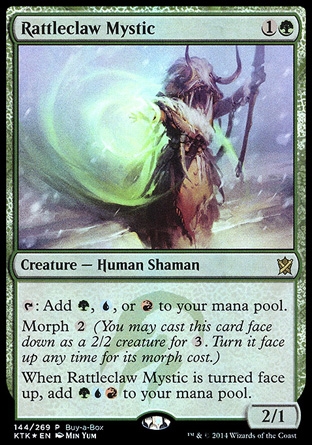 Rattleclaw Mystic 1
Creature — Human Shaman
: Add , , or to your mana pool.
Morph 2 (You may cast this card face
down as a 2/2 creature for 3. Turn it
face up any time for its morph cost.)
When Rattleclaw Mystic is turned face
up, add to your mana pool.
144/269 P Buy-a-Box
KTK • EN Min Yum
2/1
™ & © 2014 Wizards of the Coast